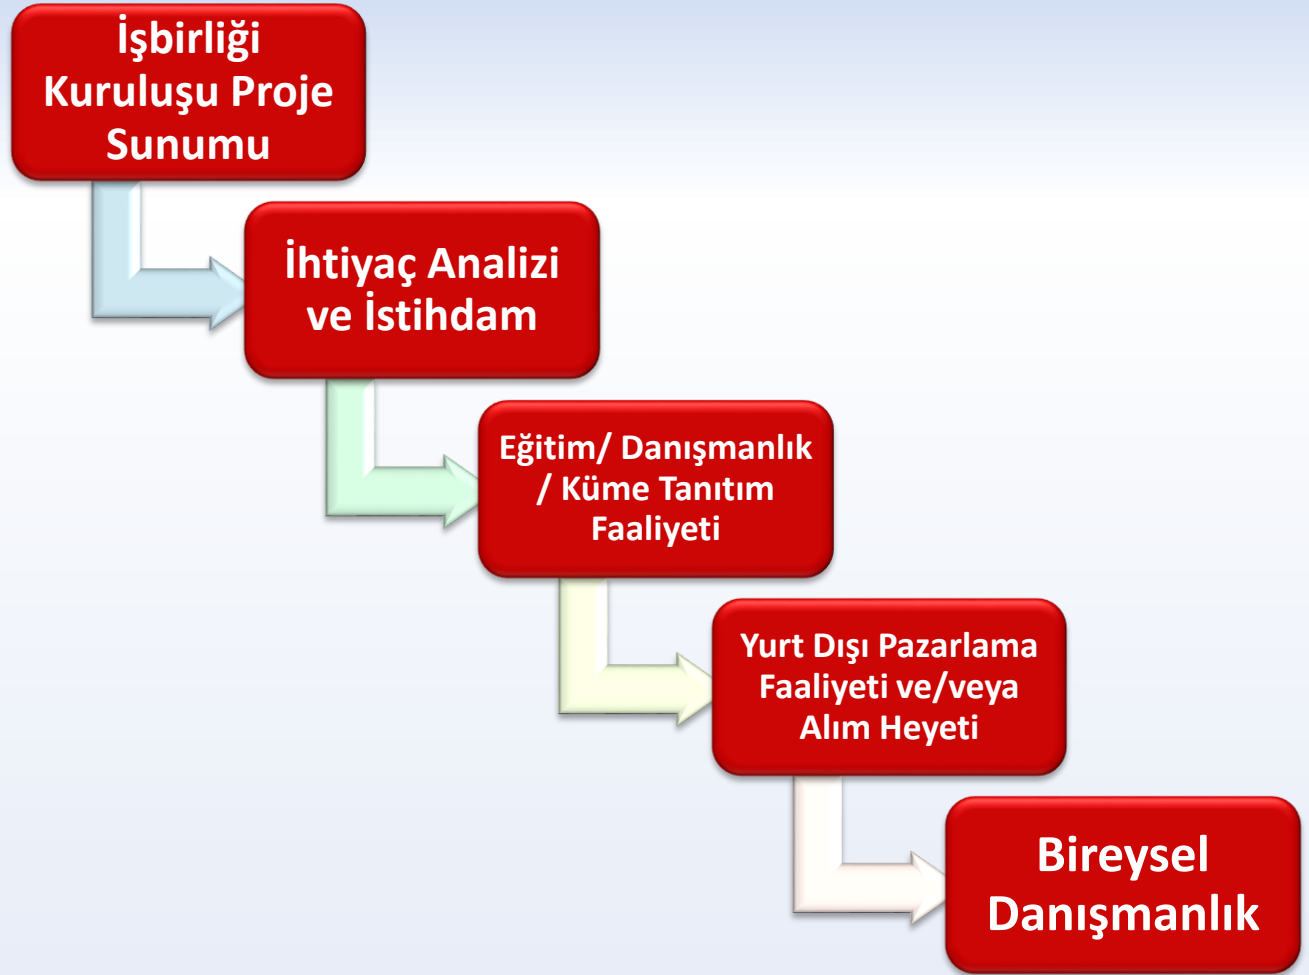 İşbirliği
Kuruluşu Proje
Sunumu
İhtiyaç Analizi
ve İstihdam
Eğitim/ Danışmanlık
/ Küme Tanıtım
Faaliyeti
Yurt Dışı Pazarlama
Faaliyeti ve/veya
Alım Heyeti
Bireysel
Danışmanlık